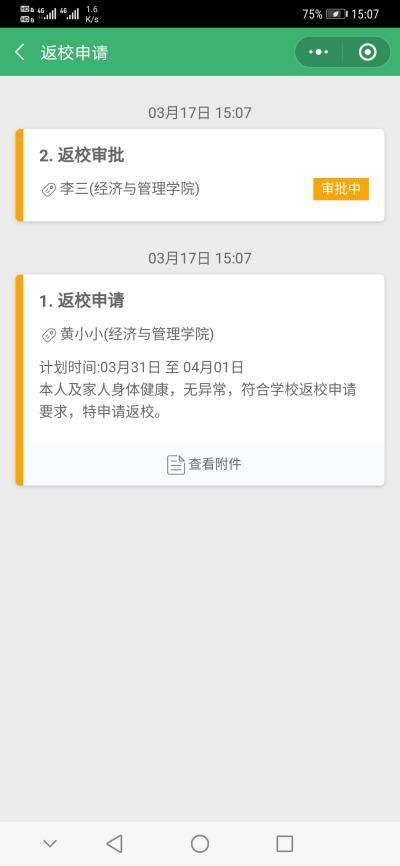 HD 4G 4G 1.6 75% 15:07
HD K/s
返校申请
03月17日 15:07
2. 返校审批
李三(经济与管理学院) 审批中
03月17日 15:07
1. 返校申请
黄小小(经济与管理学院)
计划时间:03月31日 至 04月01日
本人及家人身体健康，无异常，符合学校返校申请
要求，特申请返校。
查看附件